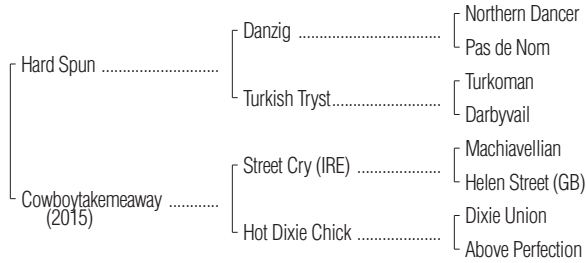 Northern Dancer
Danzig ........................................
Pas de Nom
Hard Spun .................................
Turkoman
Turkish Tryst................................
Darbyvail
Machiavellian
Street Cry (IRE) .......................
Helen Street (GB)
Cowboytakemeaway ..............
(2015)
Dixie Union
Hot Dixie Chick .........................
Above Perfection